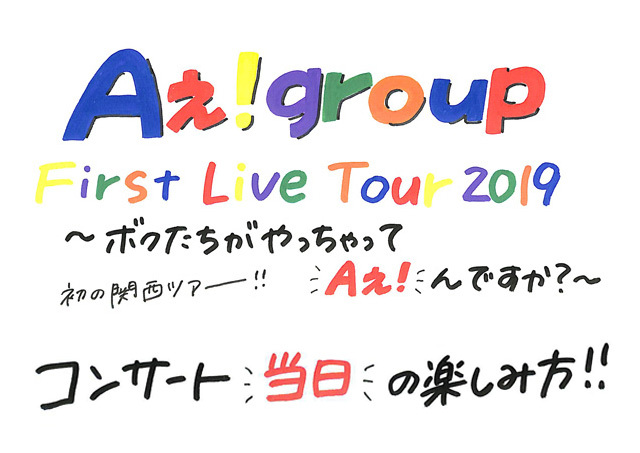 Aぇ!group
First Live Tour 2019
～ボクたちがやっちゃって
初の関西ツアー!! Aぇ!んですか?～
コンサート当日の楽しみ方!!